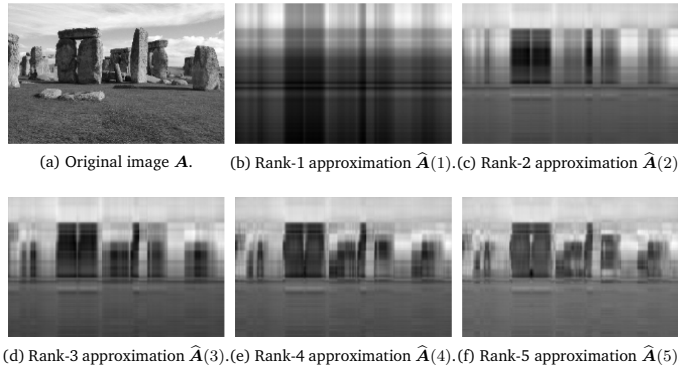 (a) Original image A.
(b) Rank-1 approximation Â(1).
(c) Rank-2 approximation Â(2)
(d) Rank-3 approximation Â(3).
(e) Rank-4 approximation Â(4).
(f) Rank-5 approximation Â(5)